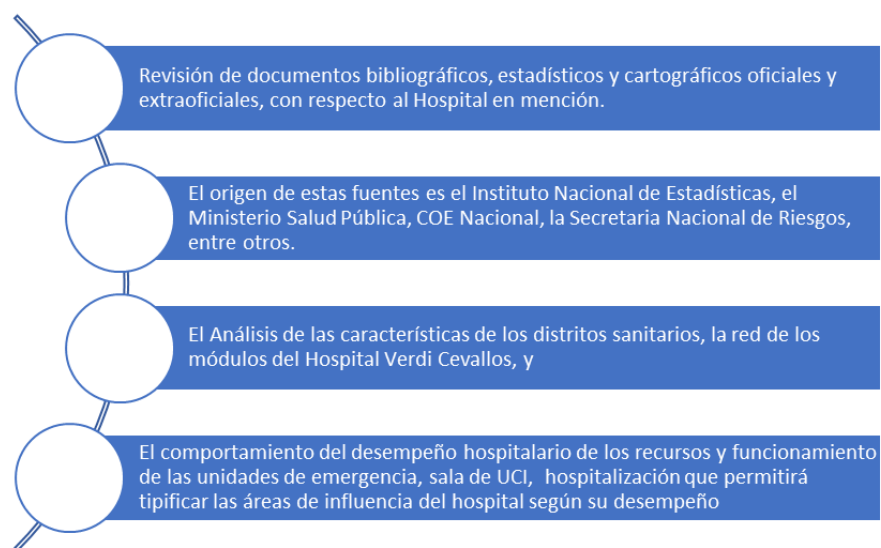 Revisión de documentos bibliográficos, estadísticos y cartográficos oficiales y
extraoficiales, con respecto al Hospital en mención.
El origen de estas fuentes es el Instituto Nacional de Estadísticas, el
Ministerio Salud Pública, COE Nacional, la Secretaria Nacional de Riesgos,
entre otros.
El Análisis de las características de los distritos sanitarios, la red de los
módulos del Hospital Verdi Cevallos, y
El comportamiento del desempeño hospitalario de los recursos y funcionamiento
de las unidades de emergencia, sala de UCI, hospitalización que permitirá
tipificar las áreas de influencia del hospital según su desempeño